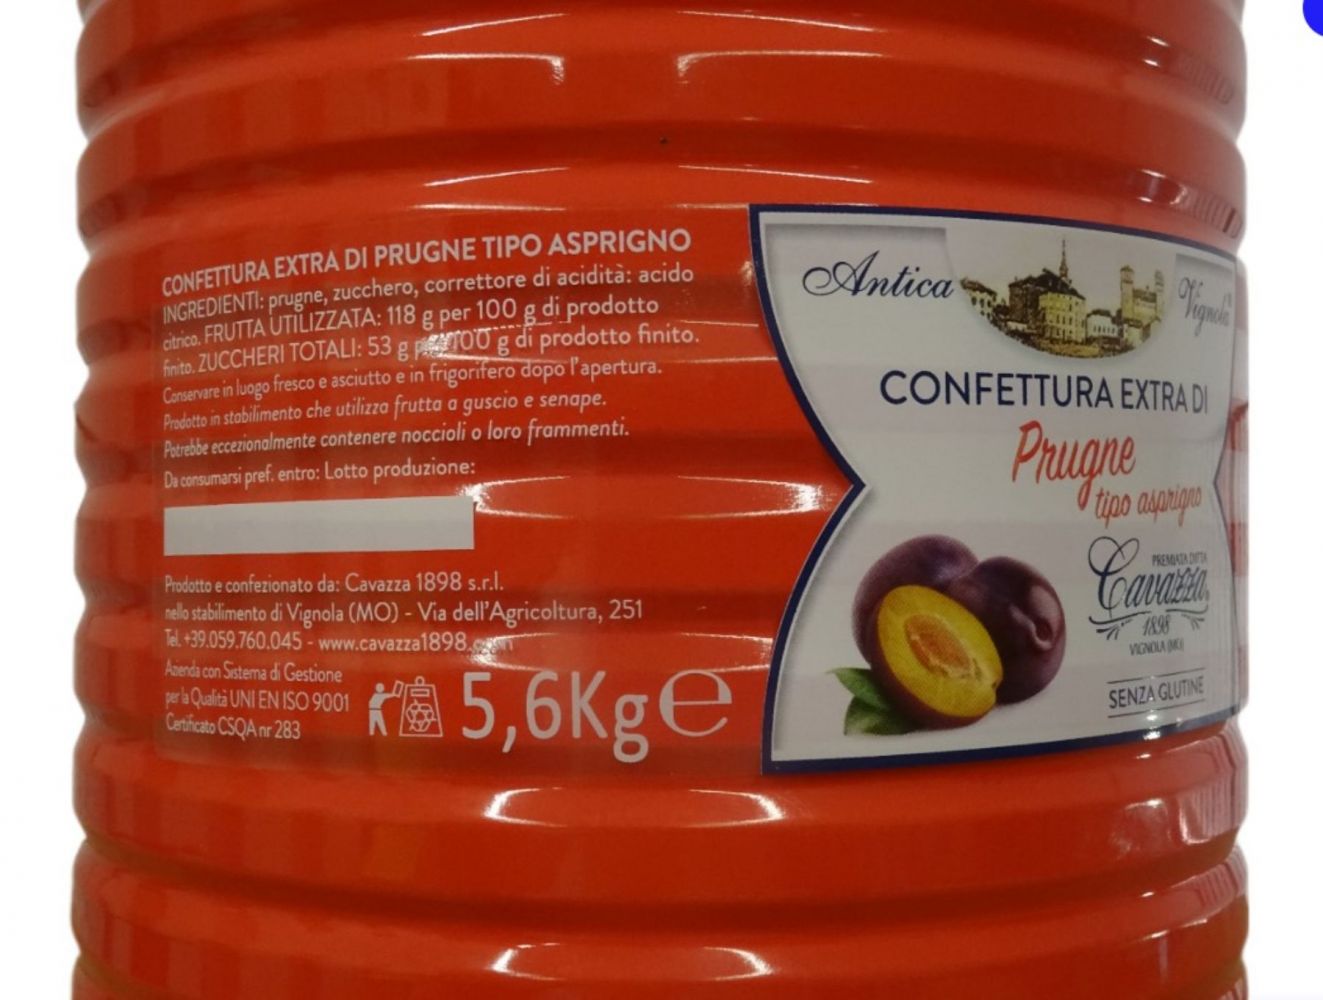 CONFETTURA EXTRA DI PRUGNE TIPO ASPRIGNO
INGREDIENTI: prugne, zucchero, correttore di acidità: acido
citrico. FRUTTA UTILIZZATA: 118 g per 100 g di prodotto
finito. ZUCCHERI TOTALI: 53 g per 100 g di prodotto finito.
Conservare in luogo fresco e asciutto e in frigorifero dopo l'apertura.
Prodotto in stabilimento che utilizza frutta a guscio e senape.
Potrebbe eccezionalmente contenere noccioli o loro frammenti.
Da consumarsi pref. entro: Lotto produzione:
Prodotto e confezionato da: Cavazza 1898 s.r.l.
nello stabilimento di Vignola (MO) - Via dell'Agricoltura, 251
Tel. +39.059.760.045 - www.cavazza1898.com
Azienda con Sistema di Gestione
per la Qualità UNI EN ISO 9001
Certificato CSQA nr 283
5,6Kg e
Antica Vignola
CONFETTURA EXTRA DI
Prugne
tipo asprigno
PREMIATA DITTA
Cavazza
1898
VIGNOLA (MO)
SENZA GLUTINE